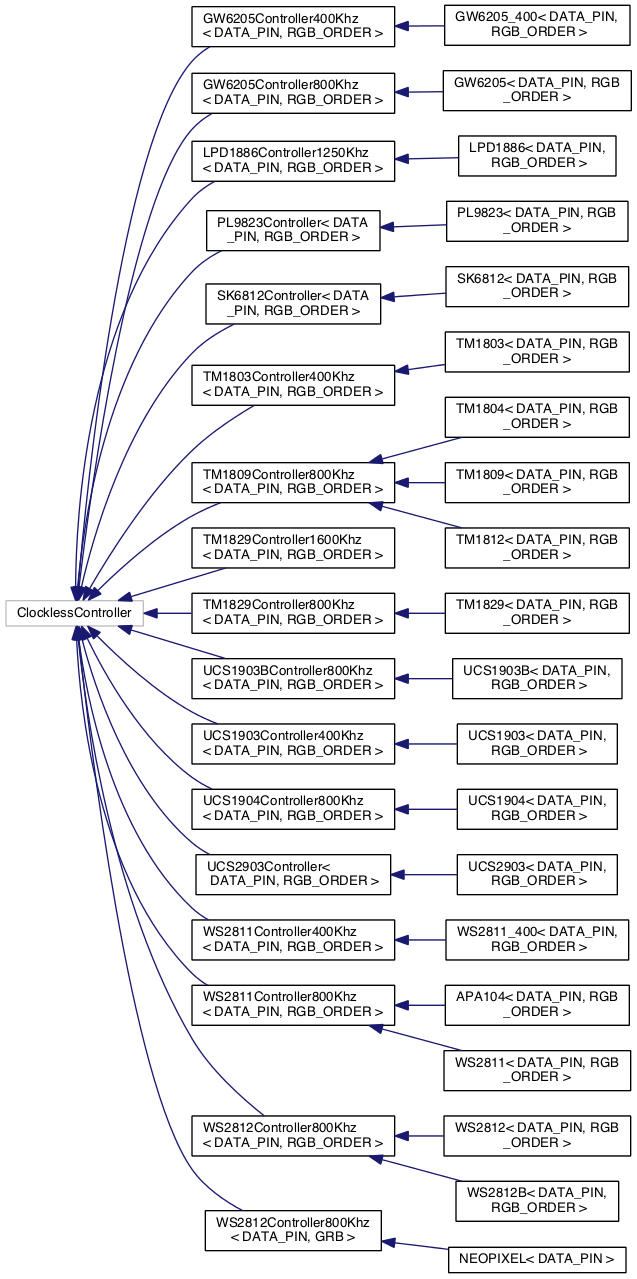 GW6205Controller400Khz
< DATA_PIN, RGB_ORDER >
GW6205_400< DATA_PIN,
RGB_ORDER >
GW6205Controller800Khz
< DATA_PIN, RGB_ORDER >
GW6205< DATA_PIN, RGB
_ORDER >
LPD1886Controller1250Khz
< DATA_PIN, RGB_ORDER >
LPD1886< DATA_PIN,
RGB_ORDER >
PL9823Controller< DATA
_PIN, RGB_ORDER >
PL9823< DATA_PIN, RGB
_ORDER >
SK6812Controller< DATA
_PIN, RGB_ORDER >
SK6812< DATA_PIN, RGB
_ORDER >
TM1803Controller400Khz
< DATA_PIN, RGB_ORDER >
TM1803< DATA_PIN, RGB
_ORDER >
TM1804< DATA_PIN, RGB
_ORDER >
TM1809Controller800Khz
< DATA_PIN, RGB_ORDER >
TM1809< DATA_PIN, RGB
_ORDER >
TM1829Controller1600Khz
< DATA_PIN, RGB_ORDER >
TM1812< DATA_PIN, RGB
_ORDER >
ClocklessController
TM1829Controller800Khz
< DATA_PIN, RGB_ORDER >
TM1829< DATA_PIN, RGB
_ORDER >
UCS1903BController800Khz
< DATA_PIN, RGB_ORDER >
UCS1903B< DATA_PIN,
RGB_ORDER >
UCS1903Controller400Khz
< DATA_PIN, RGB_ORDER >
UCS1903< DATA_PIN,
RGB_ORDER >
UCS1904Controller800Khz
< DATA_PIN, RGB_ORDER >
UCS1904< DATA_PIN,
RGB_ORDER >
UCS2903Controller<
DATA_PIN, RGB_ORDER >
UCS2903< DATA_PIN,
RGB_ORDER >
WS2811Controller400Khz
< DATA_PIN, RGB_ORDER >
WS2811_400< DATA_PIN,
RGB_ORDER >
WS2811Controller800Khz
< DATA_PIN, RGB_ORDER >
APA104< DATA_PIN, RGB
_ORDER >
WS2811< DATA_PIN, RGB
_ORDER >
WS2812Controller800Khz
< DATA_PIN, RGB_ORDER >
WS2812< DATA_PIN, RGB
_ORDER >
WS2812B< DATA_PIN,
RGB_ORDER >
WS2812Controller800Khz
< DATA_PIN, GRB >
NEOPIXEL< DATA_PIN >